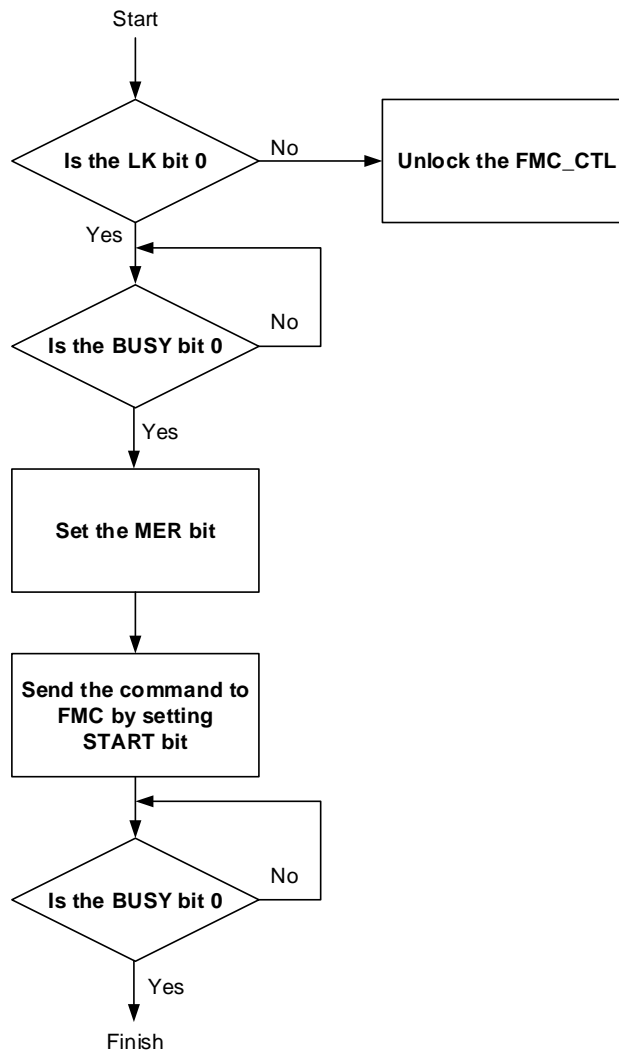 Start
Is the LK bit 0
No
Unlock the FMC_CTL
Yes
Is the BUSY bit 0
No
Yes
Set the MER bit
Send the command to
FMC by setting
START bit
Is the BUSY bit 0
No
Yes
Finish